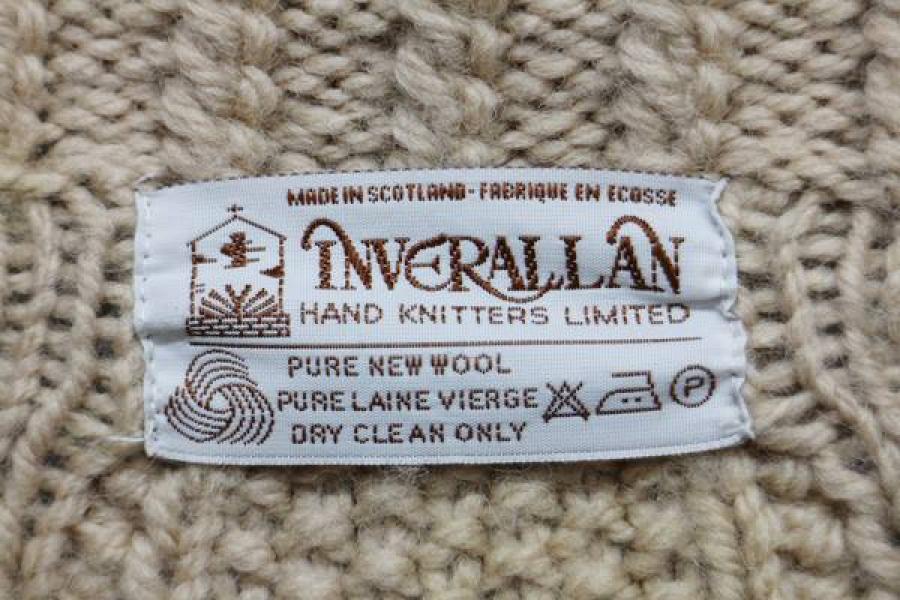 MADE IN SCOTLAND - FABRIQUE EN ECOSSE
INVERALLAN
HAND KNITTERS LIMITED
PURE NEW WOOL
PURE LAINE VIERGE
DRY CLEAN ONLY
P